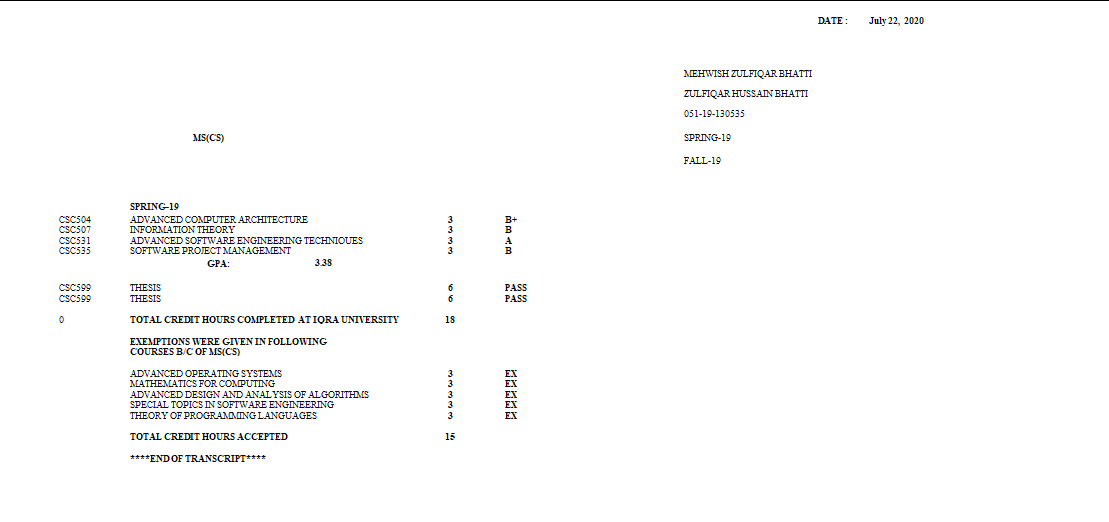 DATE : July 22, 2020
MEHWISH ZULFIQAR BHATTI
ZULFIQAR HUSSAIN BHATTI
051-19-130535
MS(CS) SPRING-19
FALL-19
SPRING-19
CSC504 ADVANCED COMPUTER ARCHITECTURE 3 B+
CSC507 INFORMATION THEORY 3 B
CSC531 ADVANCED SOFTWARE ENGINEERING TECHNIQUES 3 A
CSC535 SOFTWARE PROJECT MANAGEMENT 3 B
GPA: 3.38
CSC599 THESIS 6 PASS
CSC599 THESIS 6 PASS
0 TOTAL CREDIT HOURS COMPLETED AT IQRA UNIVERSITY 18
EXEMPTIONS WERE GIVEN IN FOLLOWING
COURSES B/C OF MS(CS)
ADVANCED OPERATING SYSTEMS 3 EX
MATHEMATICS FOR COMPUTING 3 EX
ADVANCED DESIGN AND ANALYSIS OF ALGORITHMS 3 EX
SPECIAL TOPICS IN SOFTWARE ENGINEERING 3 EX
THEORY OF PROGRAMMING LANGUAGES 3 EX
TOTAL CREDIT HOURS ACCEPTED 15
****END OF TRANSCRIPT****